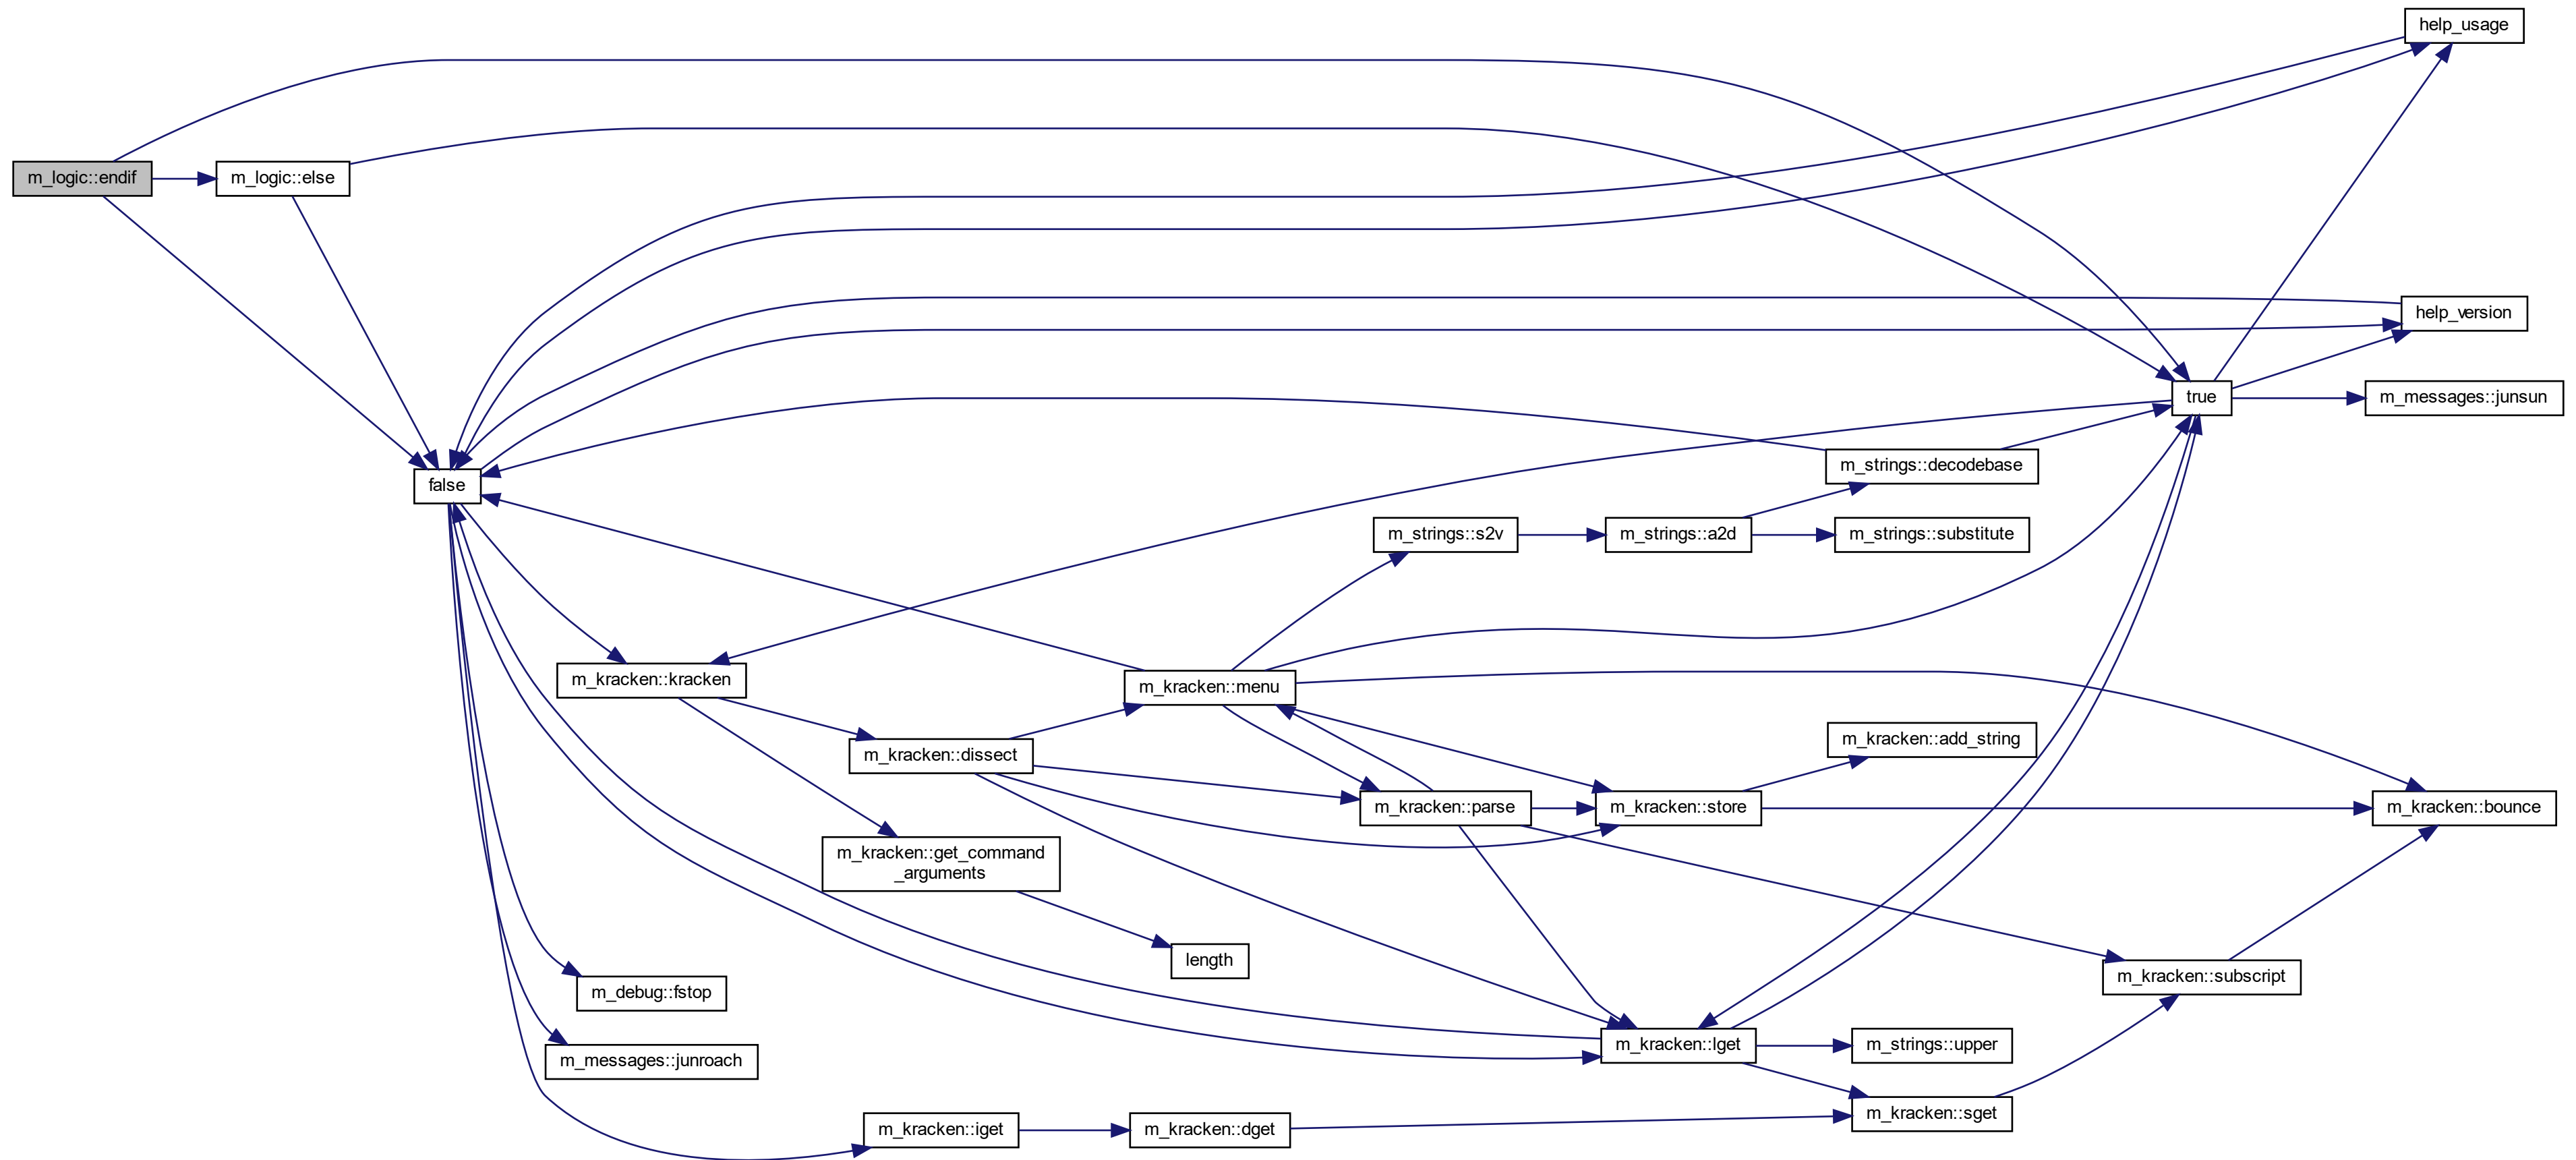 help_usage
m_logic::endif
m_logic::else
help_version
true
m_messages::junsun
m_strings::decodebase
false
m_strings::s2v
m_strings::a2d
m_strings::substitute
m_kracken::kracken
m_kracken::menu
m_kracken::add_string
m_kracken::dissect
m_kracken::parse
m_kracken::store
m_kracken::bounce
m_kracken::get_command
_arguments
length
m_kracken::subscript
m_debug::fstop
m_kracken::lget
m_strings::upper
m_messages::junroach
m_kracken::sget
m_kracken::iget
m_kracken::dget